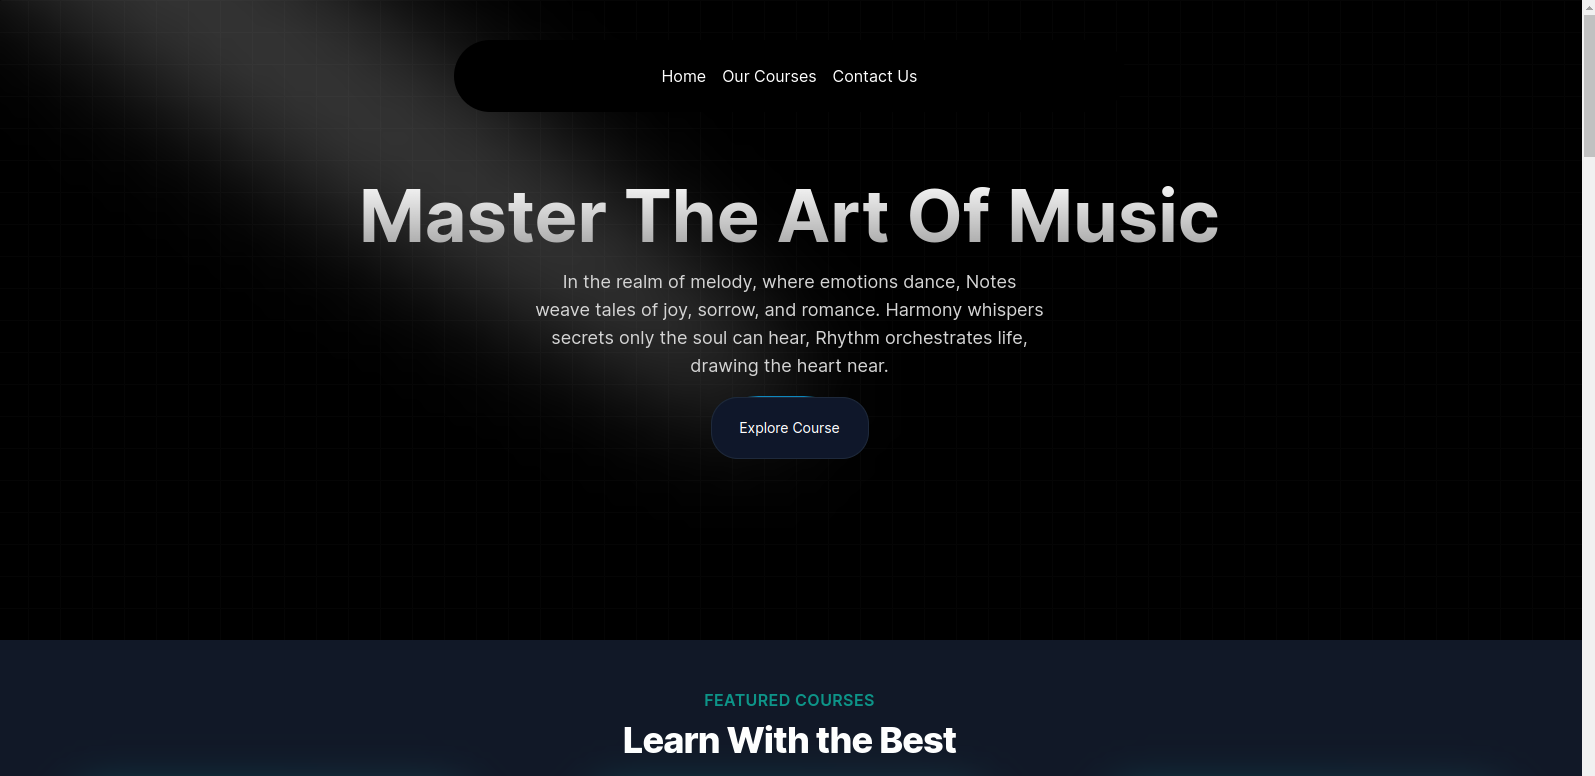 Home Our Courses Contact Us
Master The Art Of Music
In the realm of melody, where emotions dance, Notes
weave tales of joy, sorrow, and romance. Harmony whispers
secrets only the soul can hear, Rhythm orchestrates life,
drawing the heart near.
Explore Course
FEATURED COURSES
Learn With the Best